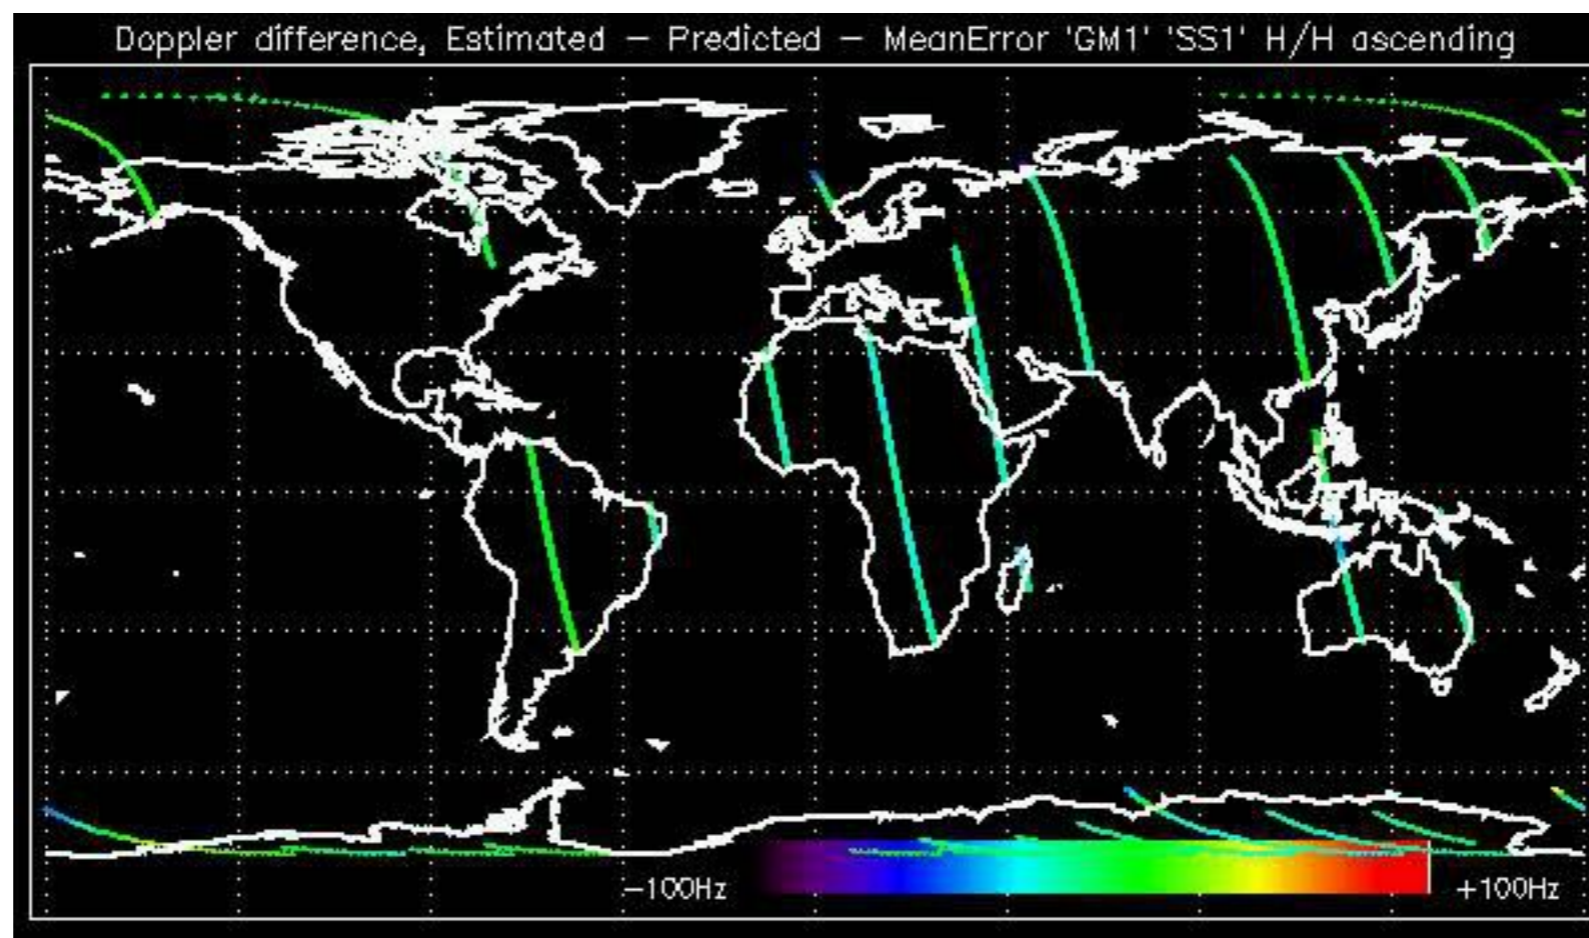 Doppler difference, Estimated – Predicted – MeanError 'GM1' 'SS1' H/H ascending
–100Hz +100Hz